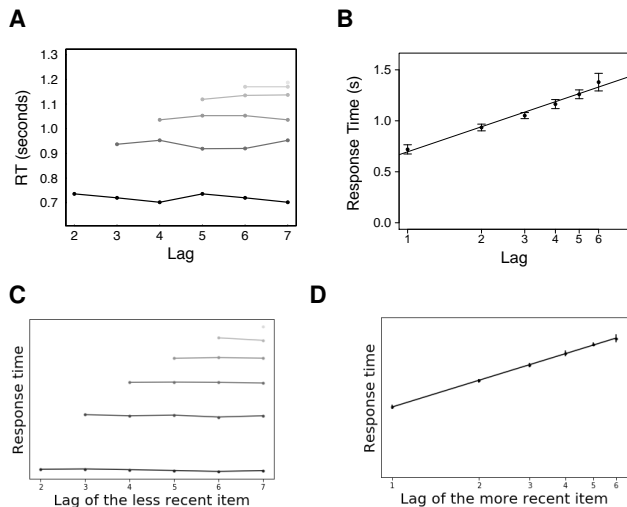 A
1.3
1.2
1.1
1.0
0.9
0.8
0.7
RT (seconds)
2 3 4 5 6 7
Lag
B
1.5
1.0
0.5
0.0
Response Time (s)
1 2 3 4 5 6
Lag
C
Response time
2 3 4 5 6 7
Lag of the less recent item
D
Response time
1 2 3 4 5 6
Lag of the more recent item